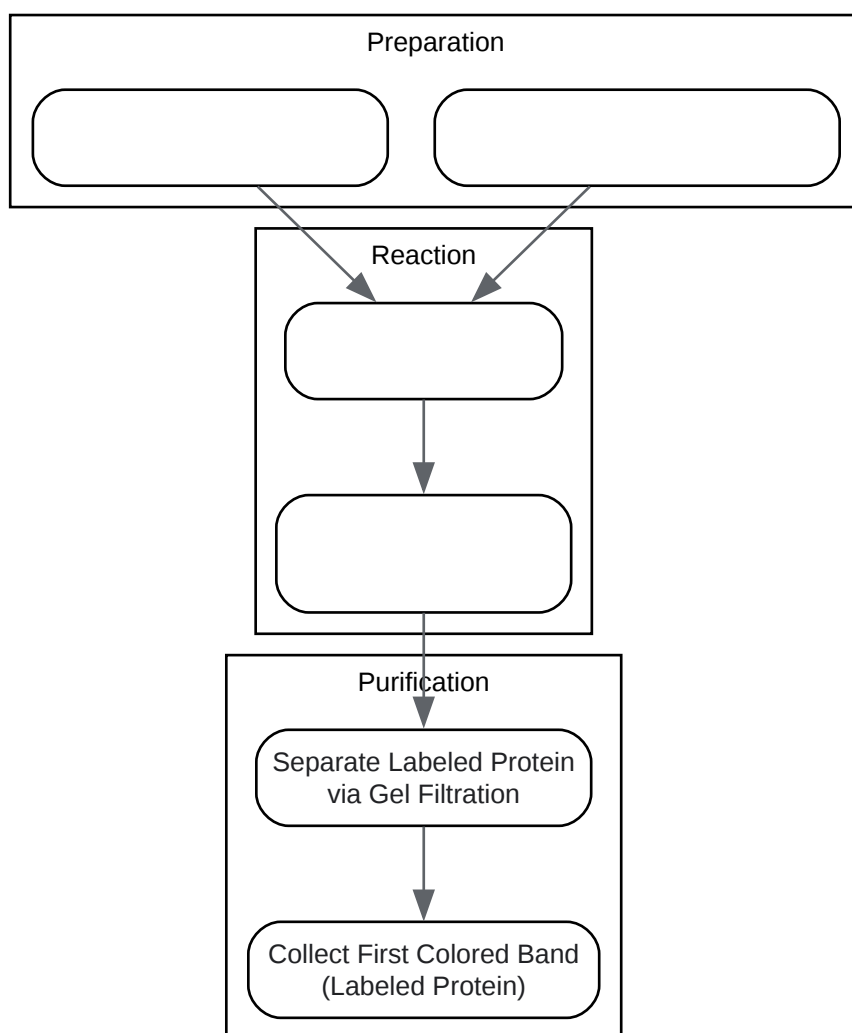 Preparation
Reaction
Purification
Separate Labeled Protein
via Gel Filtration
Collect First Colored Band
(Labeled Protein)